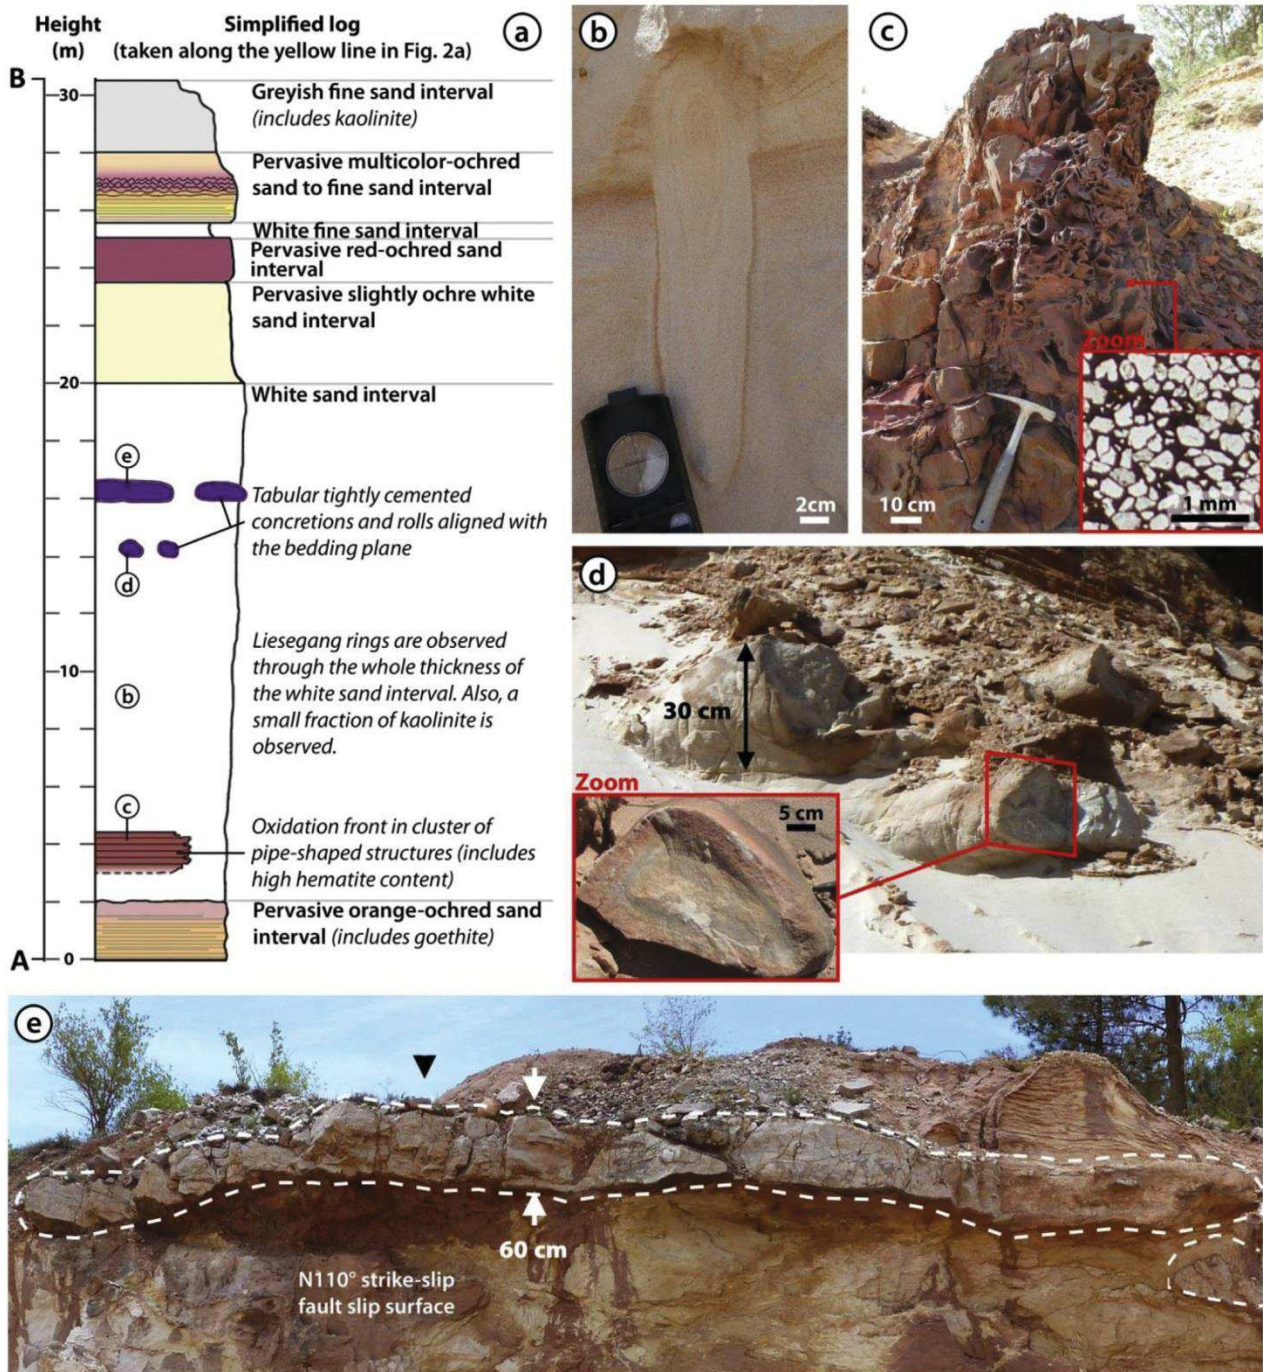 Height
(m)
Simplified log
(taken along the yellow line in Fig. 2a)
a
B
30
Greyish fine sand interval
(includes kaolinite)
Pervasive multicolor-ochred
sand to fine sand interval
White fine sand interval
Pervasive red-ochred sand
interval
Pervasive slightly ochre white
sand interval
20
White sand interval
e
Tabular tightly cemented
concretions and rolls aligned with
the bedding plane
d
Liesegang rings are observed
through the whole thickness of
the white sand interval. Also, a
small fraction of kaolinite is
observed.
10
b
c
Oxidation front in cluster of
pipe-shaped structures (includes
high hematite content)
Pervasive orange-ochred sand
interval (includes goethite)
A
0
b
2cm
c
Zoom
10 cm
1 mm
d
30 cm
Zoom
5 cm
e
60 cm
N110° strike-slip
fault slip surface